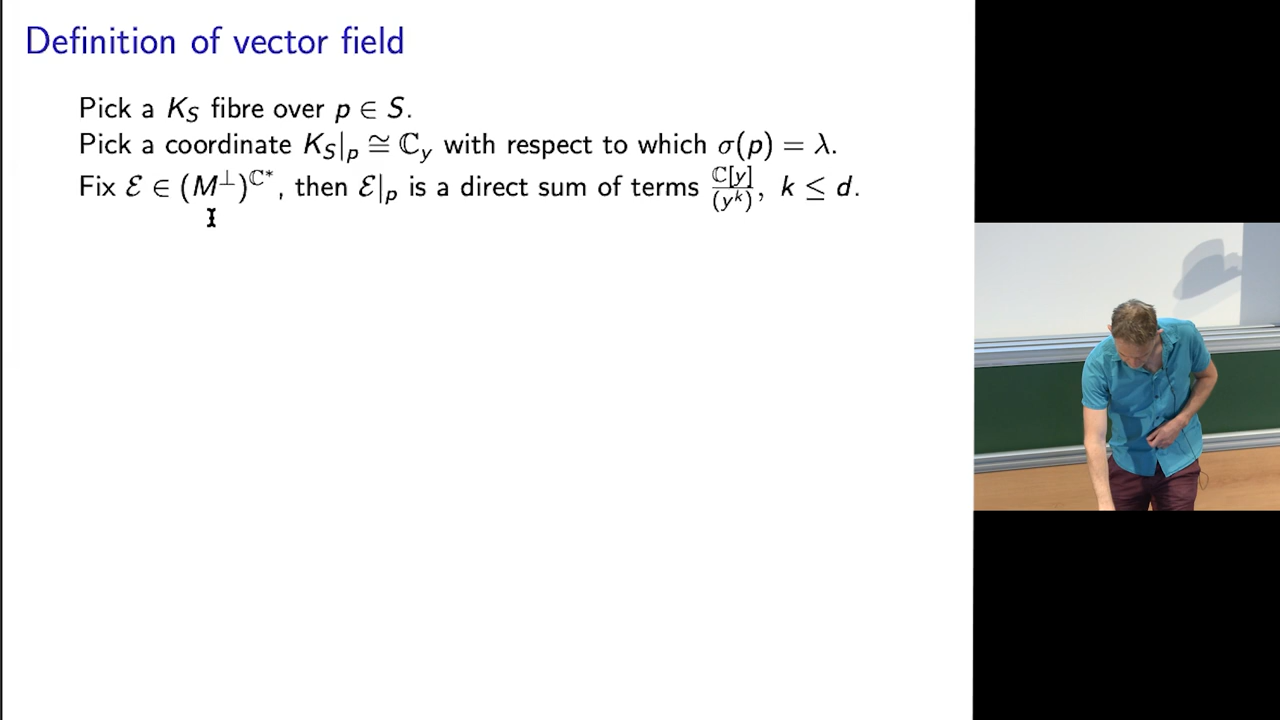 Definition of vector field
Pick a K_S fibre over p ∈ S.
Pick a coordinate K_S|_p ≅ ℂ_y with respect to which σ(p) = λ.
Fix ℰ ∈ (M^⊥)^{ℂ*}, then ℰ|_p is a direct sum of terms ℂ[y]/(y^k), k ≤ d.